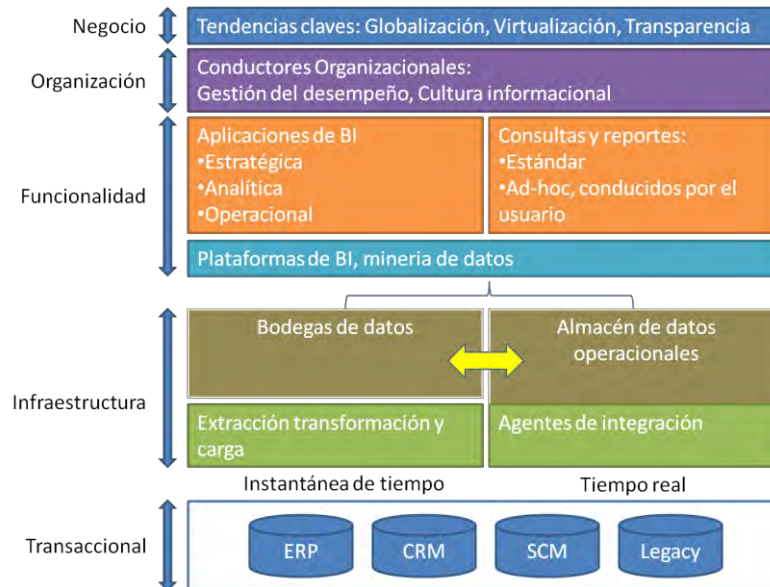 Negocio
Tendencias claves: Globalización, Virtualización, Transparencia
Organización
Conductores Organizacionales:
Gestión del desempeño, Cultura informacional
Funcionalidad
Aplicaciones de BI
•Estratégica
•Analítica
•Operacional
Consultas y reportes:
•Estándar
•Ad-hoc, conducidos por el
usuario
Plataformas de BI, mineria de datos
Infraestructura
Bodegas de datos
Almacén de datos
operacionales
Extracción transformación y
carga
Agentes de integración
Instantánea de tiempo
Tiempo real
Transaccional
ERP
CRM
SCM
Legacy